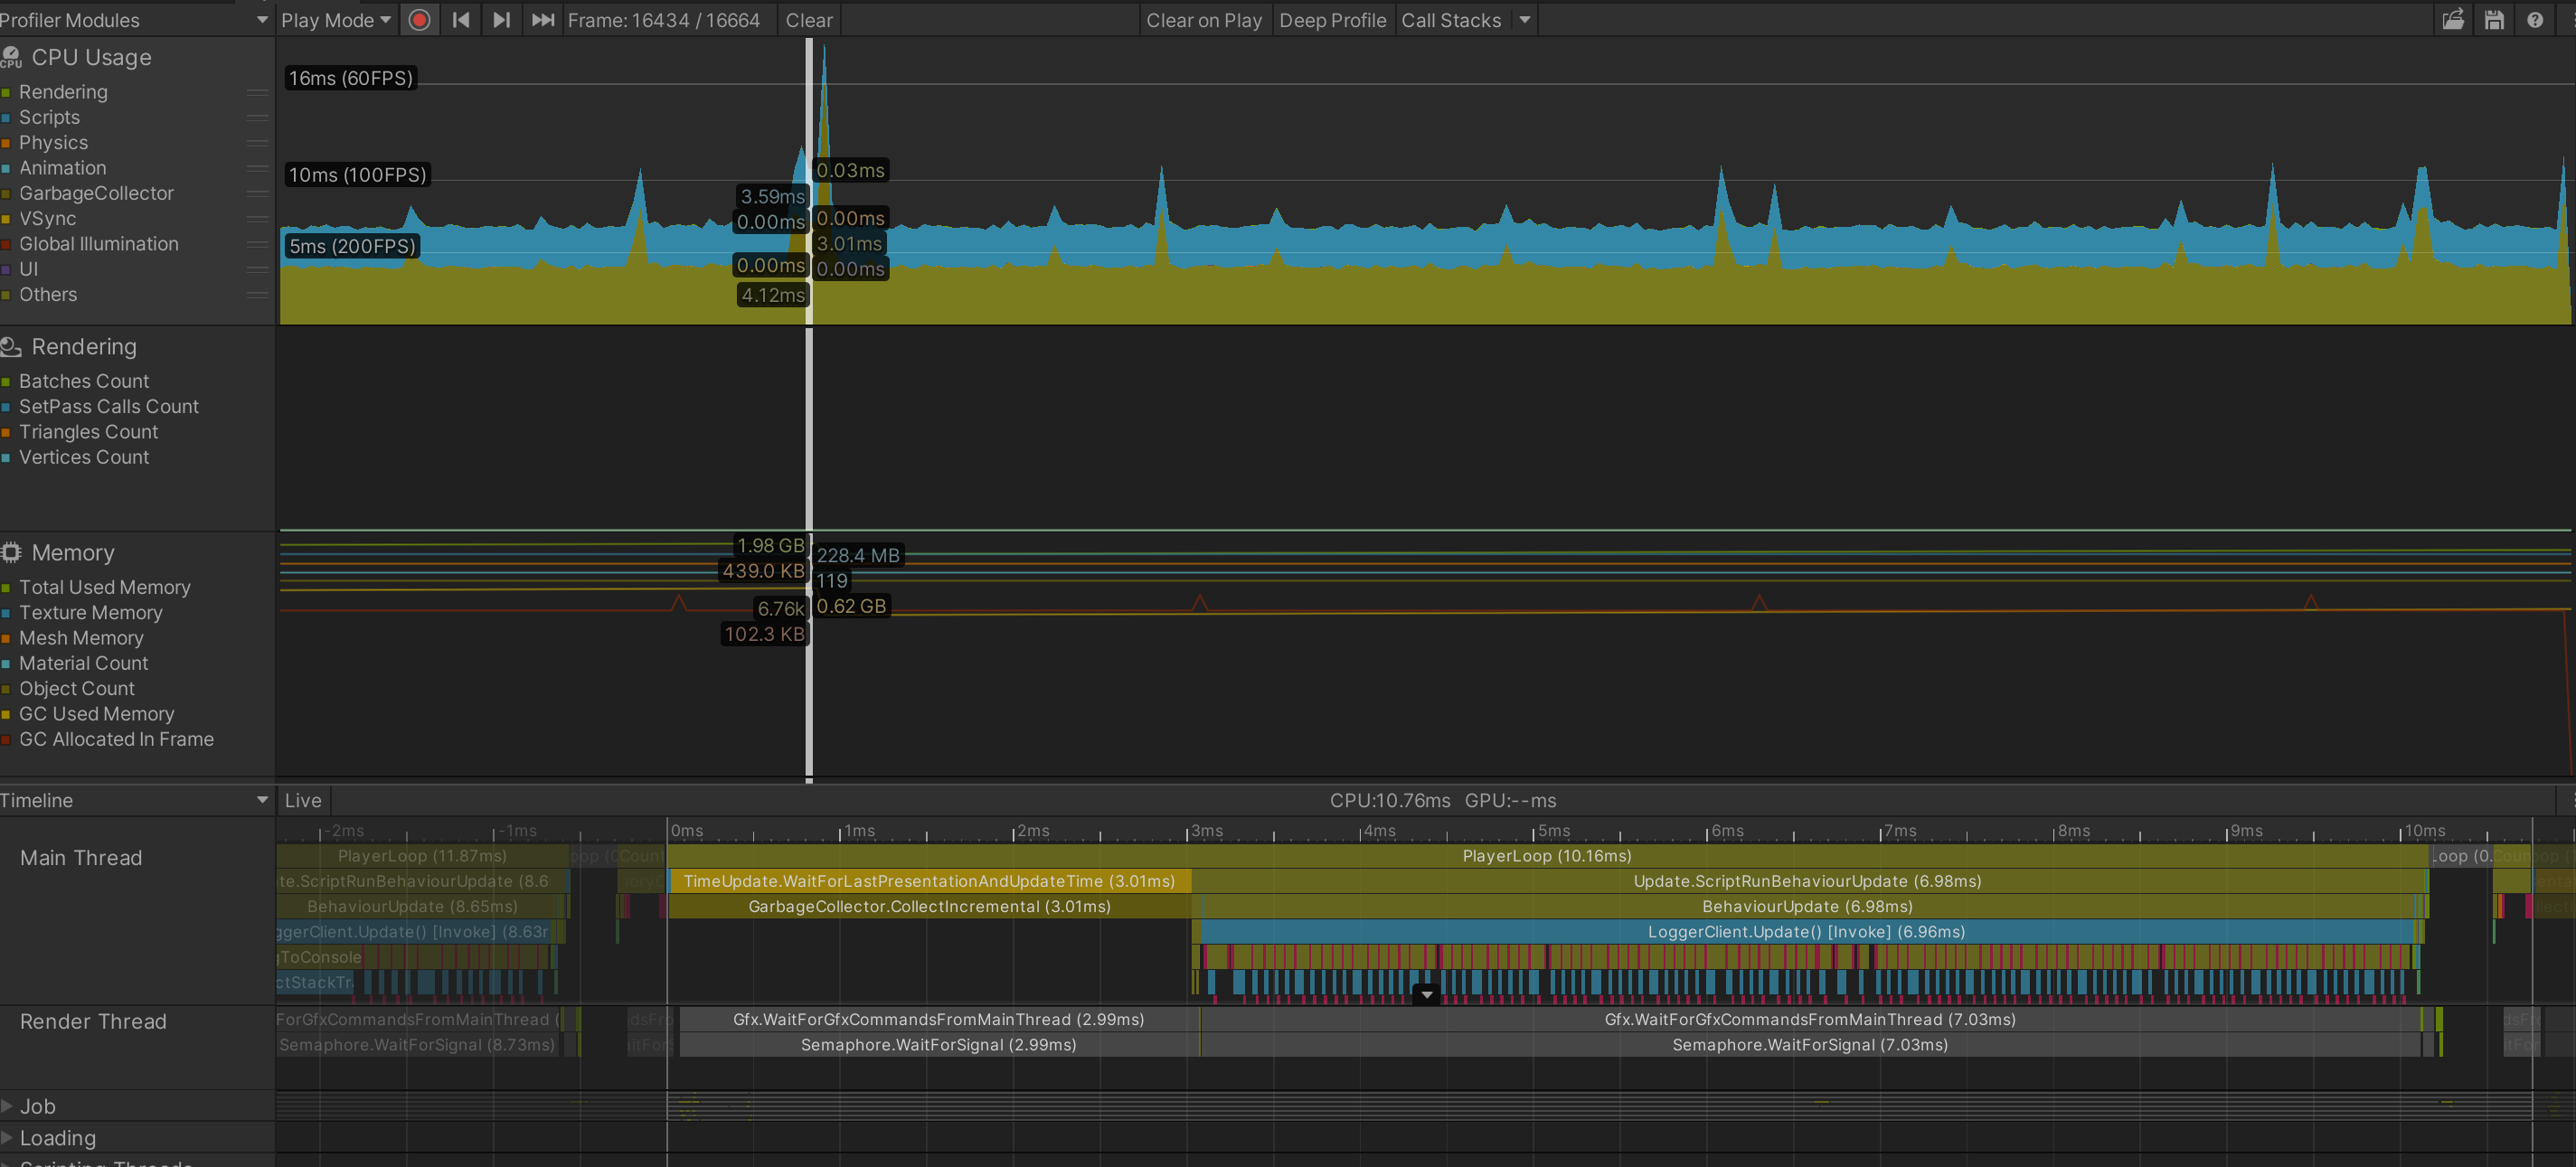 Profiler Modules Play Mode Frame: 16434 / 16664 Clear Clear on Play Deep Profile Call Stacks
CPU Usage
CPU
Rendering
Scripts
Physics
Animation
GarbageCollector
VSync
Global Illumination
UI
Others
16ms (60FPS)
10ms (100FPS)
5ms (200FPS)
0.03ms
3.59ms
0.00ms
0.00ms
3.01ms
0.00ms
0.00ms
4.12ms
Rendering
Batches Count
SetPass Calls Count
Triangles Count
Vertices Count
Memory
Total Used Memory
Texture Memory
Mesh Memory
Material Count
Object Count
GC Used Memory
GC Allocated In Frame
1.98 GB
228.4 MB
439.0 KB
119
6.76k
0.62 GB
102.3 KB
Timeline Live CPU:10.76ms GPU:--ms
-2ms -1ms 0ms 1ms 2ms 3ms 4ms 5ms 6ms 7ms 8ms 9ms 10ms
Main Thread
PlayerLoop (11.87ms) PlayerLoop (10.16ms)
te.ScriptRunBehaviourUpdate (8.6 TimeUpdate.WaitForLastPresentationAndUpdateTime (3.01ms) Update.ScriptRunBehaviourUpdate (6.98ms)
BehaviourUpdate (8.65ms) GarbageCollector.CollectIncremental (3.01ms) BehaviourUpdate (6.98ms)
ggerClient.Update() [Invoke] (8.63r LoggerClient.Update() [Invoke] (6.96ms)
gToConsole
ctStackTr
Render Thread
ForGfxCommandsFromMainThread ( Gfx.WaitForGfxCommandsFromMainThread (2.99ms) Gfx.WaitForGfxCommandsFromMainThread (7.03ms)
Semaphore.WaitForSignal (8.73ms) Semaphore.WaitForSignal (2.99ms) Semaphore.WaitForSignal (7.03ms)
Job
Loading